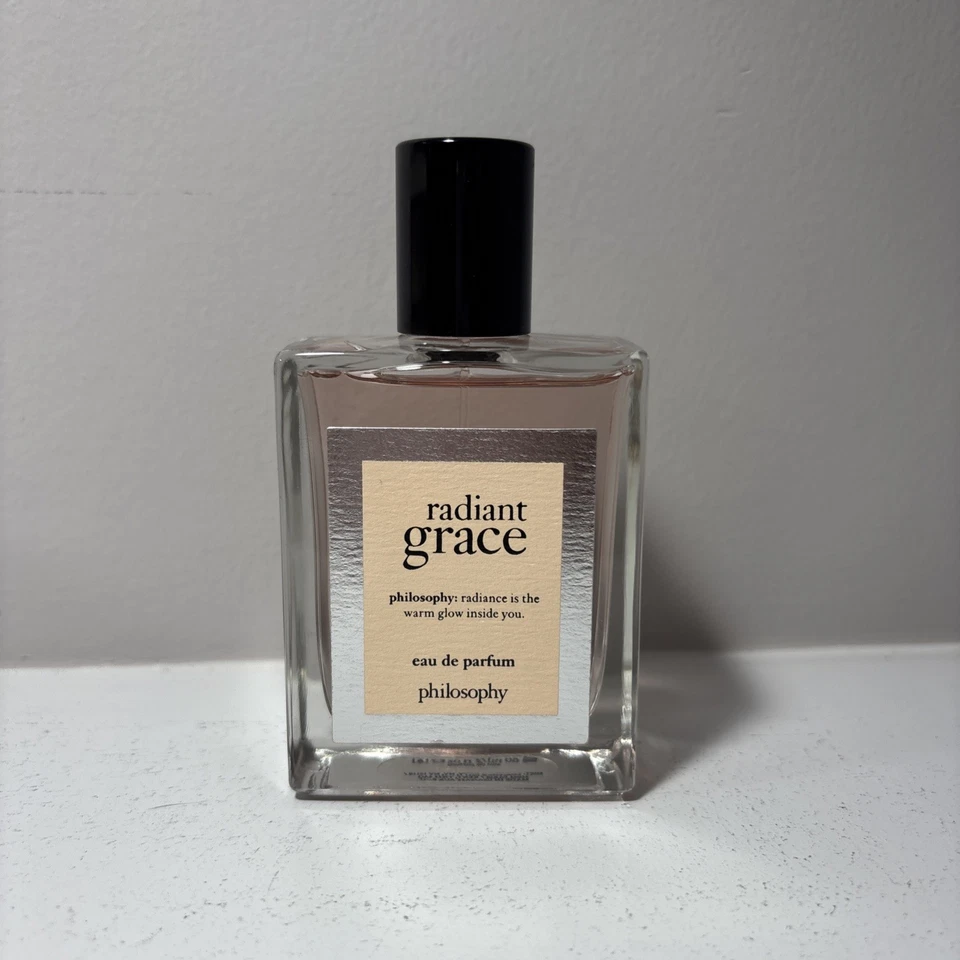 radiant
grace
philosophy: radiance is the
warm glow inside you.
eau de parfum
philosophy